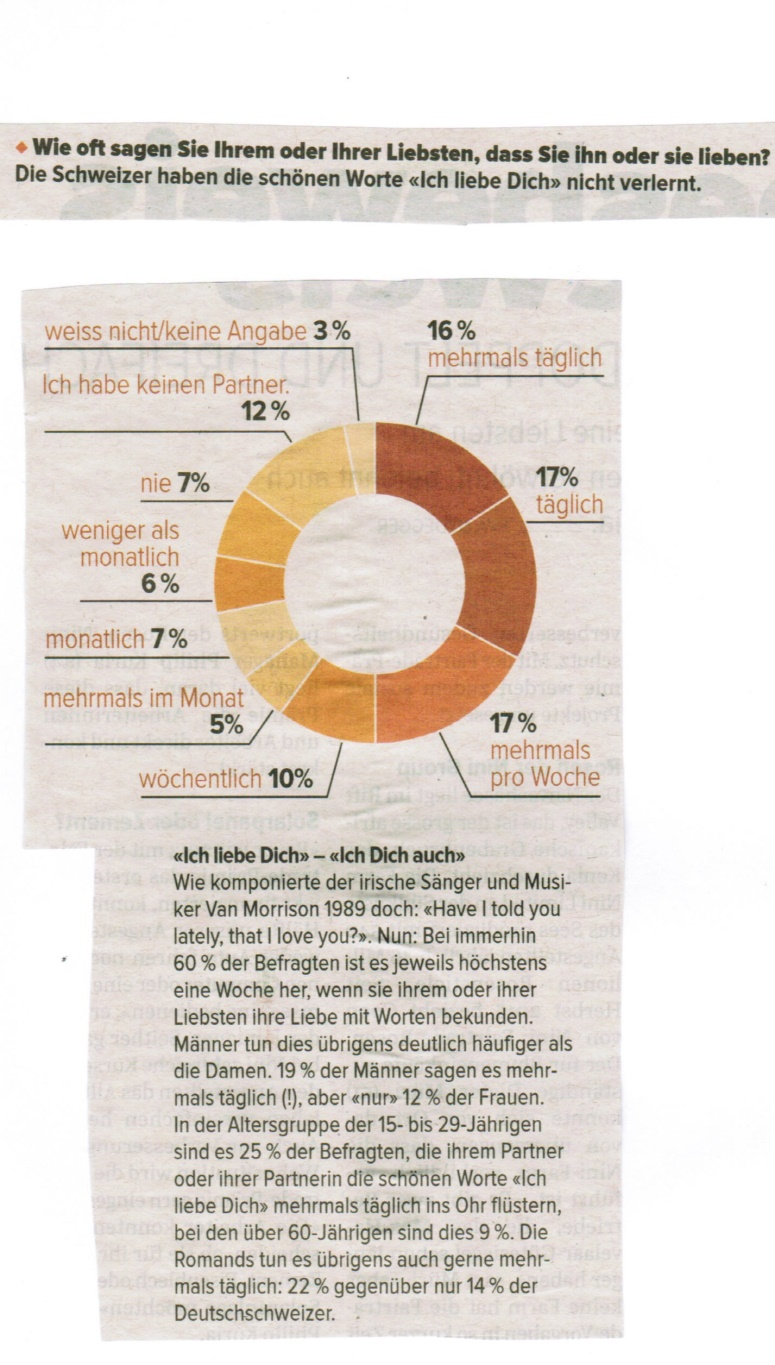 ◆ Wie oft sagen Sie Ihrem oder Ihrer Liebsten, dass Sie ihn oder sie lieben?
Die Schweizer haben die schönen Worte «Ich liebe Dich» nicht verlernt.
weiss nicht/keine Angabe 3 %
Ich habe keinen Partner.
12 %
nie 7%
weniger als
monatlich
6 %
monatlich 7 %
mehrmals im Monat
5%
wöchentlich 10%
16 %
mehrmals täglich
17%
täglich
17 %
mehrmals
pro Woche
«Ich liebe Dich» – «Ich Dich auch»
Wie komponierte der irische Sänger und Musi-
ker Van Morrison 1989 doch: «Have I told you
lately, that I love you?». Nun: Bei immerhin
60 % der Befragten ist es jeweils höchstens
eine Woche her, wenn sie ihrem oder ihrer
Liebsten ihre Liebe mit Worten bekunden.
Männer tun dies übrigens deutlich häufiger als
die Damen. 19 % der Männer sagen es mehr-
mals täglich (!), aber «nur» 12 % der Frauen.
In der Altersgruppe der 15- bis 29-Jährigen
sind es 25 % der Befragten, die ihrem Partner
oder ihrer Partnerin die schönen Worte «Ich
liebe Dich» mehrmals täglich ins Ohr flüstern,
bei den über 60-Jährigen sind dies 9 %. Die
Romands tun es übrigens auch gerne mehr-
mals täglich: 22 % gegenüber nur 14 % der
Deutschschweizer.